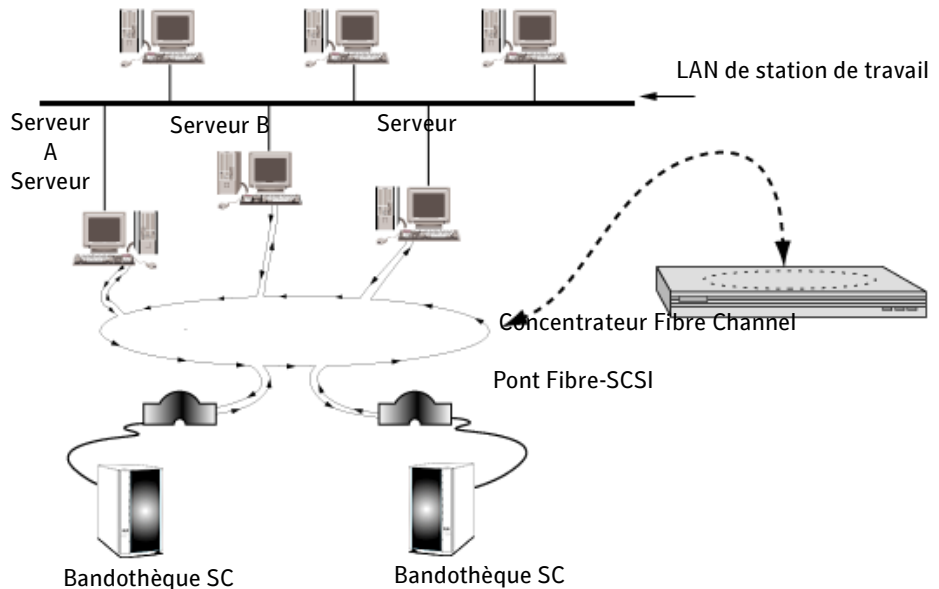 LAN de station de travail
Serveur
A
Serveur
Serveur B
Serveur
Concentrateur Fibre Channel
Pont Fibre-SCSI
Bandothèque SC
Bandothèque SC